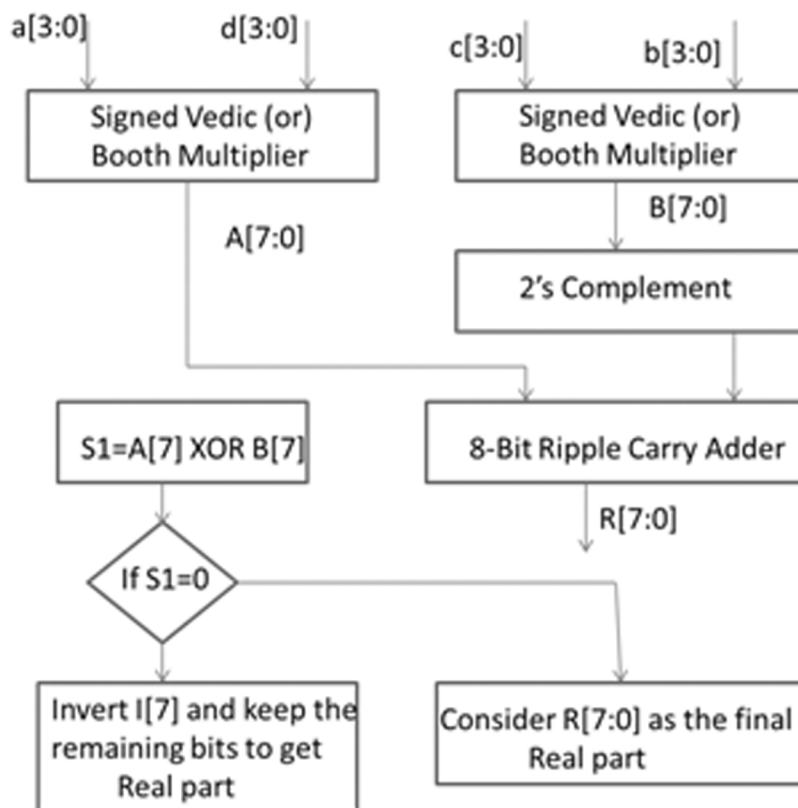 a[3:0]
d[3:0]
c[3:0]
b[3:0]
Signed Vedic (or)
Booth Multiplier
Signed Vedic (or)
Booth Multiplier
A[7:0]
B[7:0]
2's Complement
S1=A[7] XOR B[7]
8-Bit Ripple Carry Adder
R[7:0]
If S1=0
Invert I[7] and keep the
remaining bits to get
Real part
Consider R[7:0] as the final
Real part